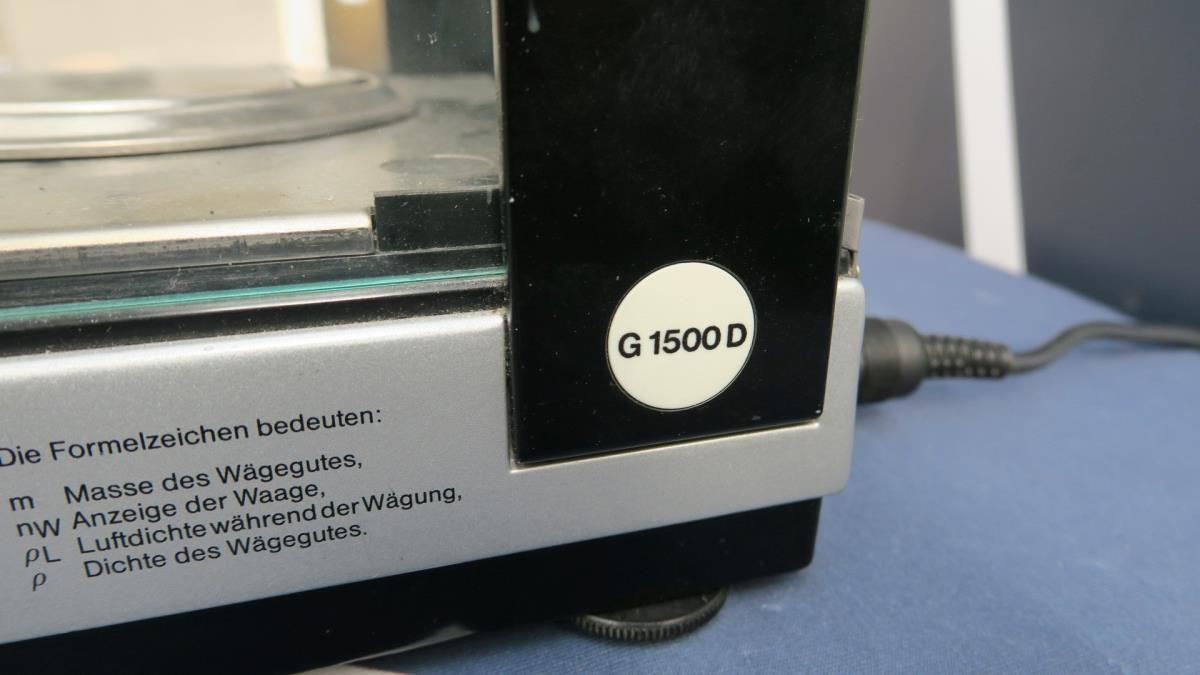 G 1500 D
Die Formelzeichen bedeuten:
m Masse des Wägegutes,
nW Anzeige der Waage,
ρL Luftdichte während der Wägung,
ρ Dichte des Wägegutes.